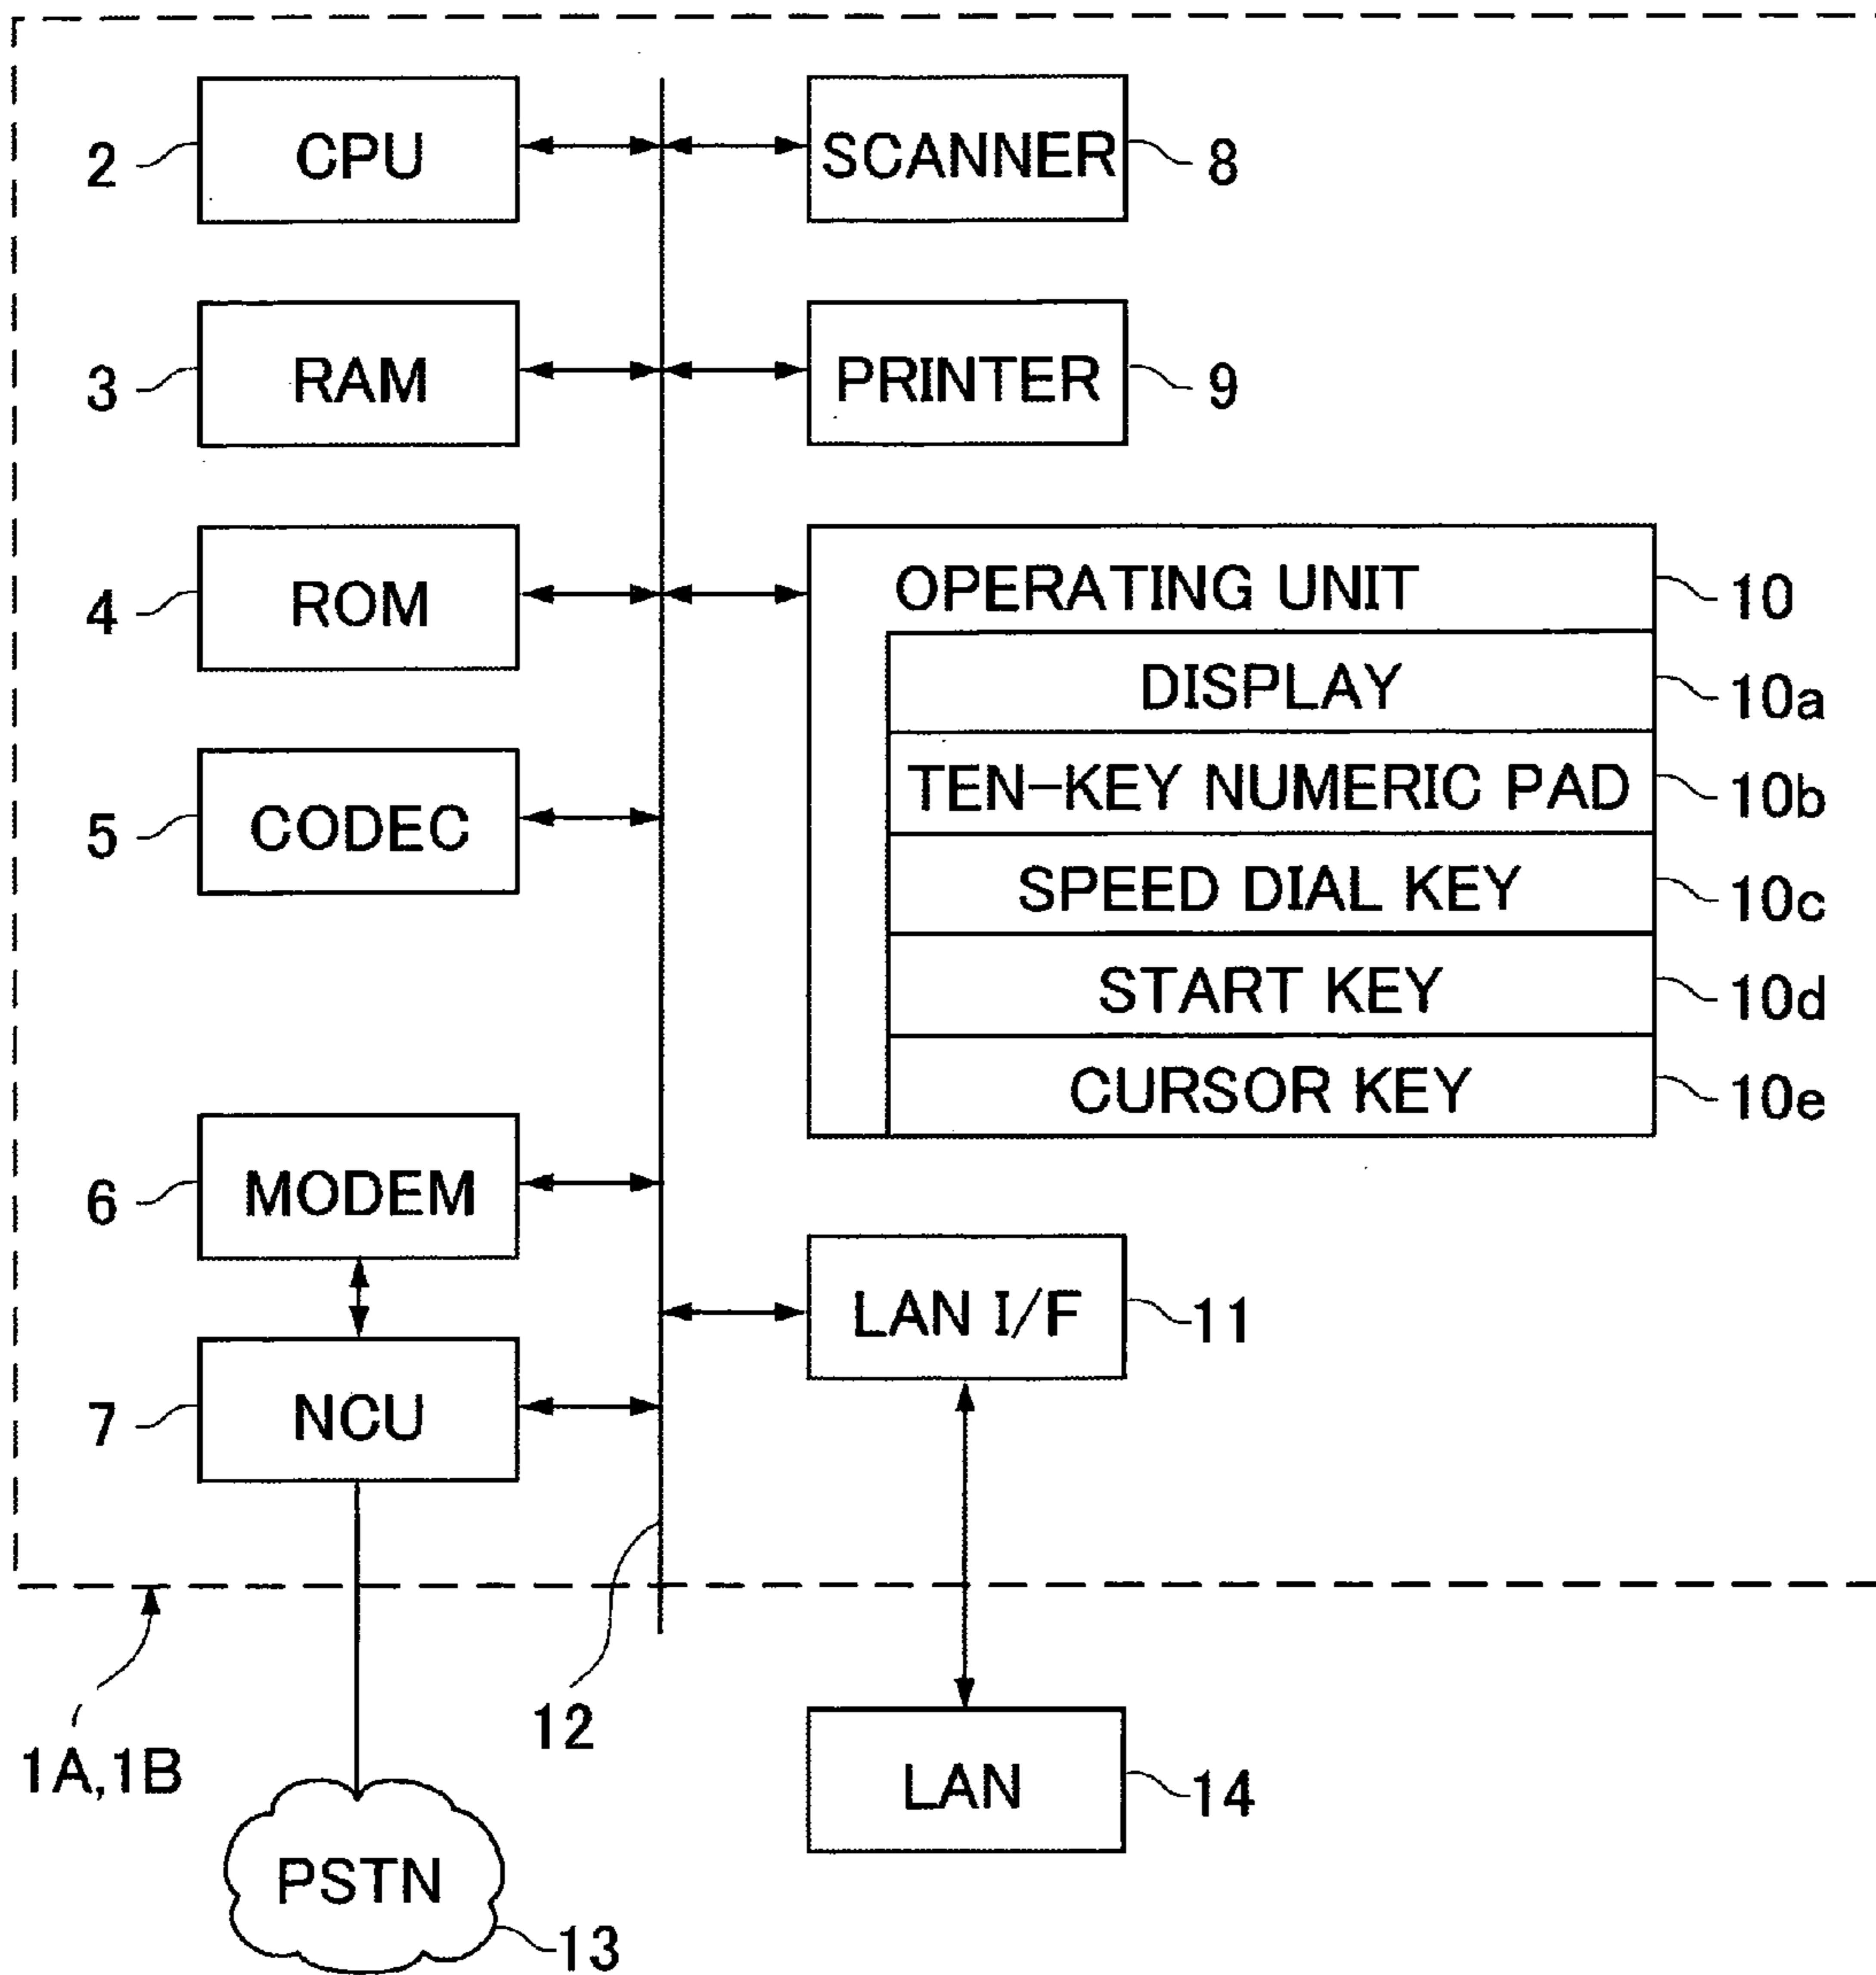 2 CPU SCANNER 8
3 RAM PRINTER 9
4 ROM OPERATING UNIT 10
DISPLAY 10a
TEN-KEY NUMERIC PAD 10b
5 CODEC SPEED DIAL KEY 10c
START KEY 10d
CURSOR KEY 10e
6 MODEM
LAN I/F 11
7 NCU
12
1A,1B
LAN 14
PSTN
13